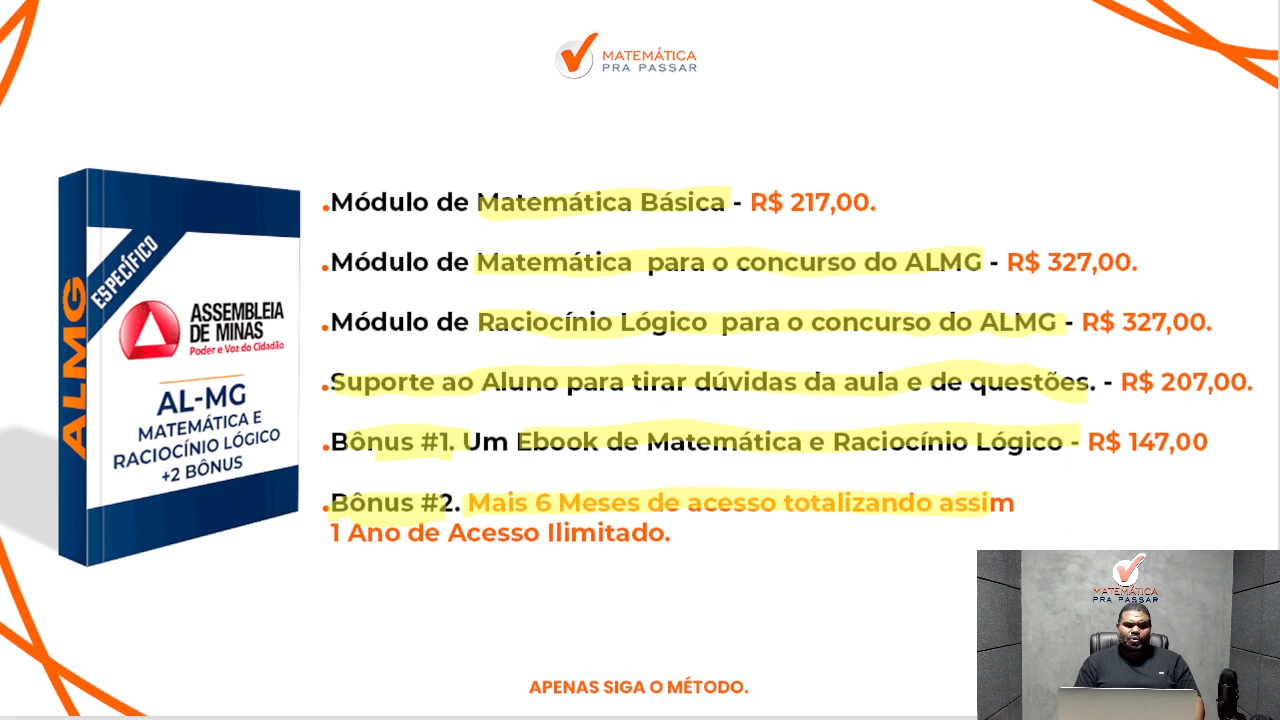 MATEMÁTICA
PRA PASSAR
.Módulo de Matemática Básica - R$ 217,00.
.Módulo de Matemática para o concurso do ALMG - R$ 327,00.
.Módulo de Raciocínio Lógico para o concurso do ALMG - R$ 327,00.
.Suporte ao Aluno para tirar dúvidas da aula e de questões. - R$ 207,00.
.Bônus #1. Um Ebook de Matemática e Raciocínio Lógico - R$ 147,00
.Bônus #2. Mais 6 Meses de acesso totalizando assim
1 Ano de Acesso Ilimitado.
ALMG
ESPECÍFICO
ASSEMBLEIA
DE MINAS
Poder e Voz do Cidadão
AL-MG
MATEMÁTICA E
RACIOCÍNIO LÓGICO
+2 BÔNUS
MATEMÁTICA
PRA PASSAR
APENAS SIGA O MÉTODO.